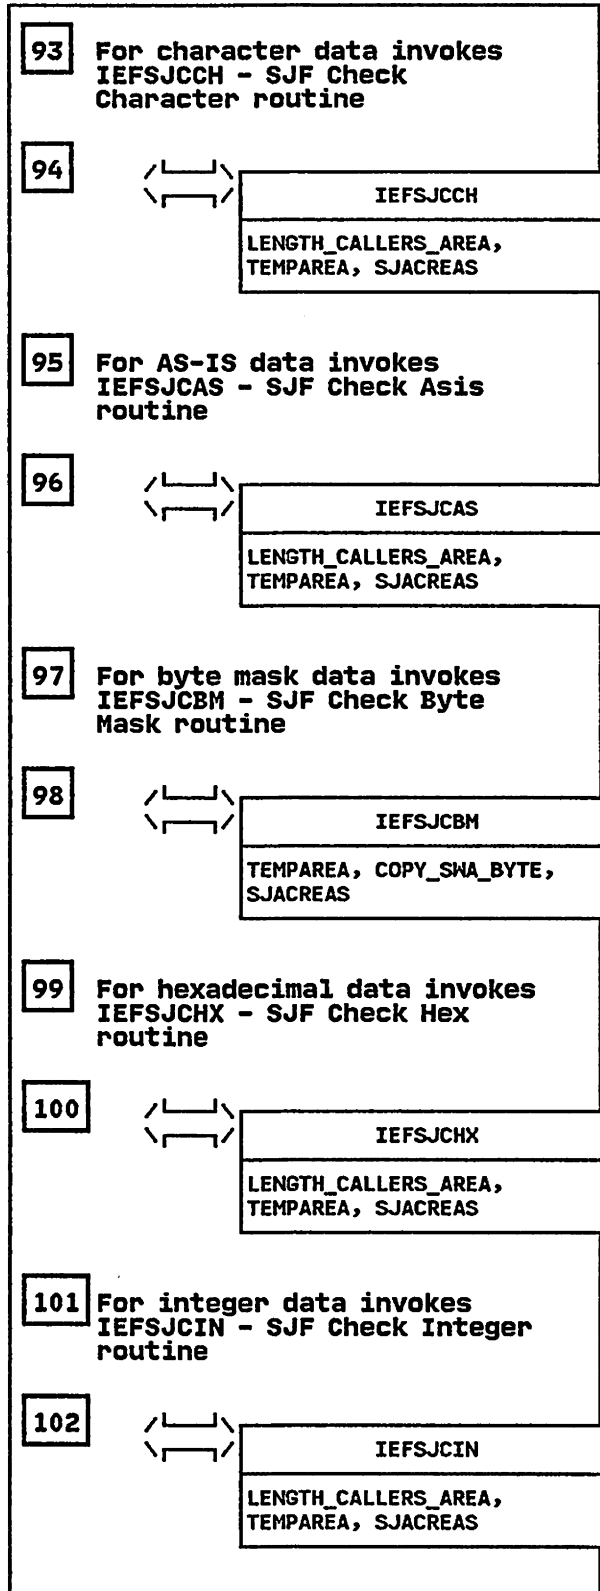 93 For character data invokes
IEFSJCCH - SJF Check
Character routine
94
IEFSJCCH
LENGTH_CALLERS_AREA,
TEMPAREA, SJACREAS
95 For AS-IS data invokes
IEFSJCAS - SJF Check Asis
routine
96
IEFSJCAS
LENGTH_CALLERS_AREA,
TEMPAREA, SJACREAS
97 For byte mask data invokes
IEFSJCBM - SJF Check Byte
Mask routine
98
IEFSJCBM
TEMPAREA, COPY_SWA_BYTE,
SJACREAS
99 For hexadecimal data invokes
IEFSJCHX - SJF Check Hex
routine
100
IEFSJCHX
LENGTH_CALLERS_AREA,
TEMPAREA, SJACREAS
101 For integer data invokes
IEFSJCIN - SJF Check Integer
routine
102
IEFSJCIN
LENGTH_CALLERS_AREA,
TEMPAREA, SJACREAS